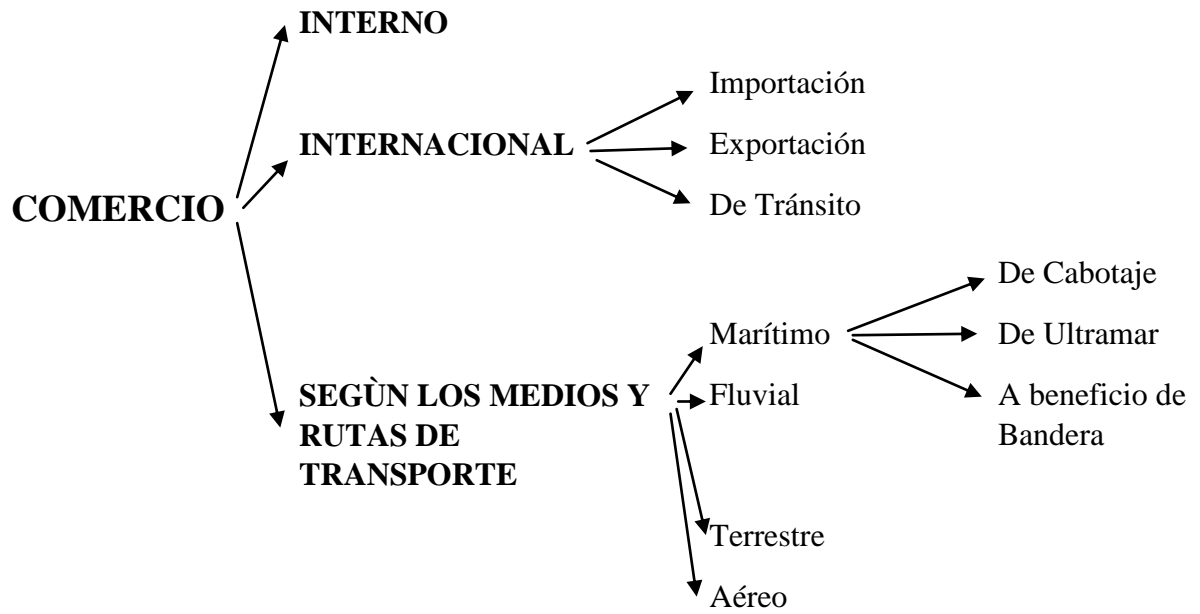 INTERNO
Importación
INTERNACIONAL
Exportación
De Tránsito
COMERCIO
De Cabotaje
Marítimo
De Ultramar
SEGÙN LOS MEDIOS Y
RUTAS DE
TRANSPORTE
Fluvial
A beneficio de
Bandera
Terrestre
Aéreo